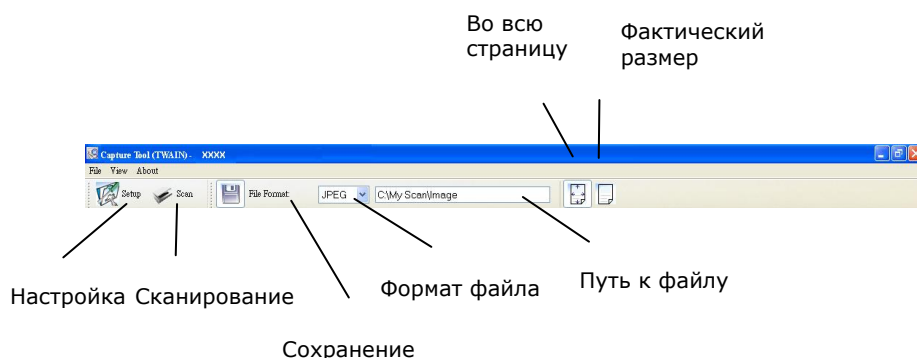 Во всю
страницу
Фактический
размер
Capture Tool (TWAIN) - XXXX
File View About
Setup Scan File Format: JPEG C:\My Scan\Image
Настройка Сканирование Формат файла Путь к файлу
Сохранение